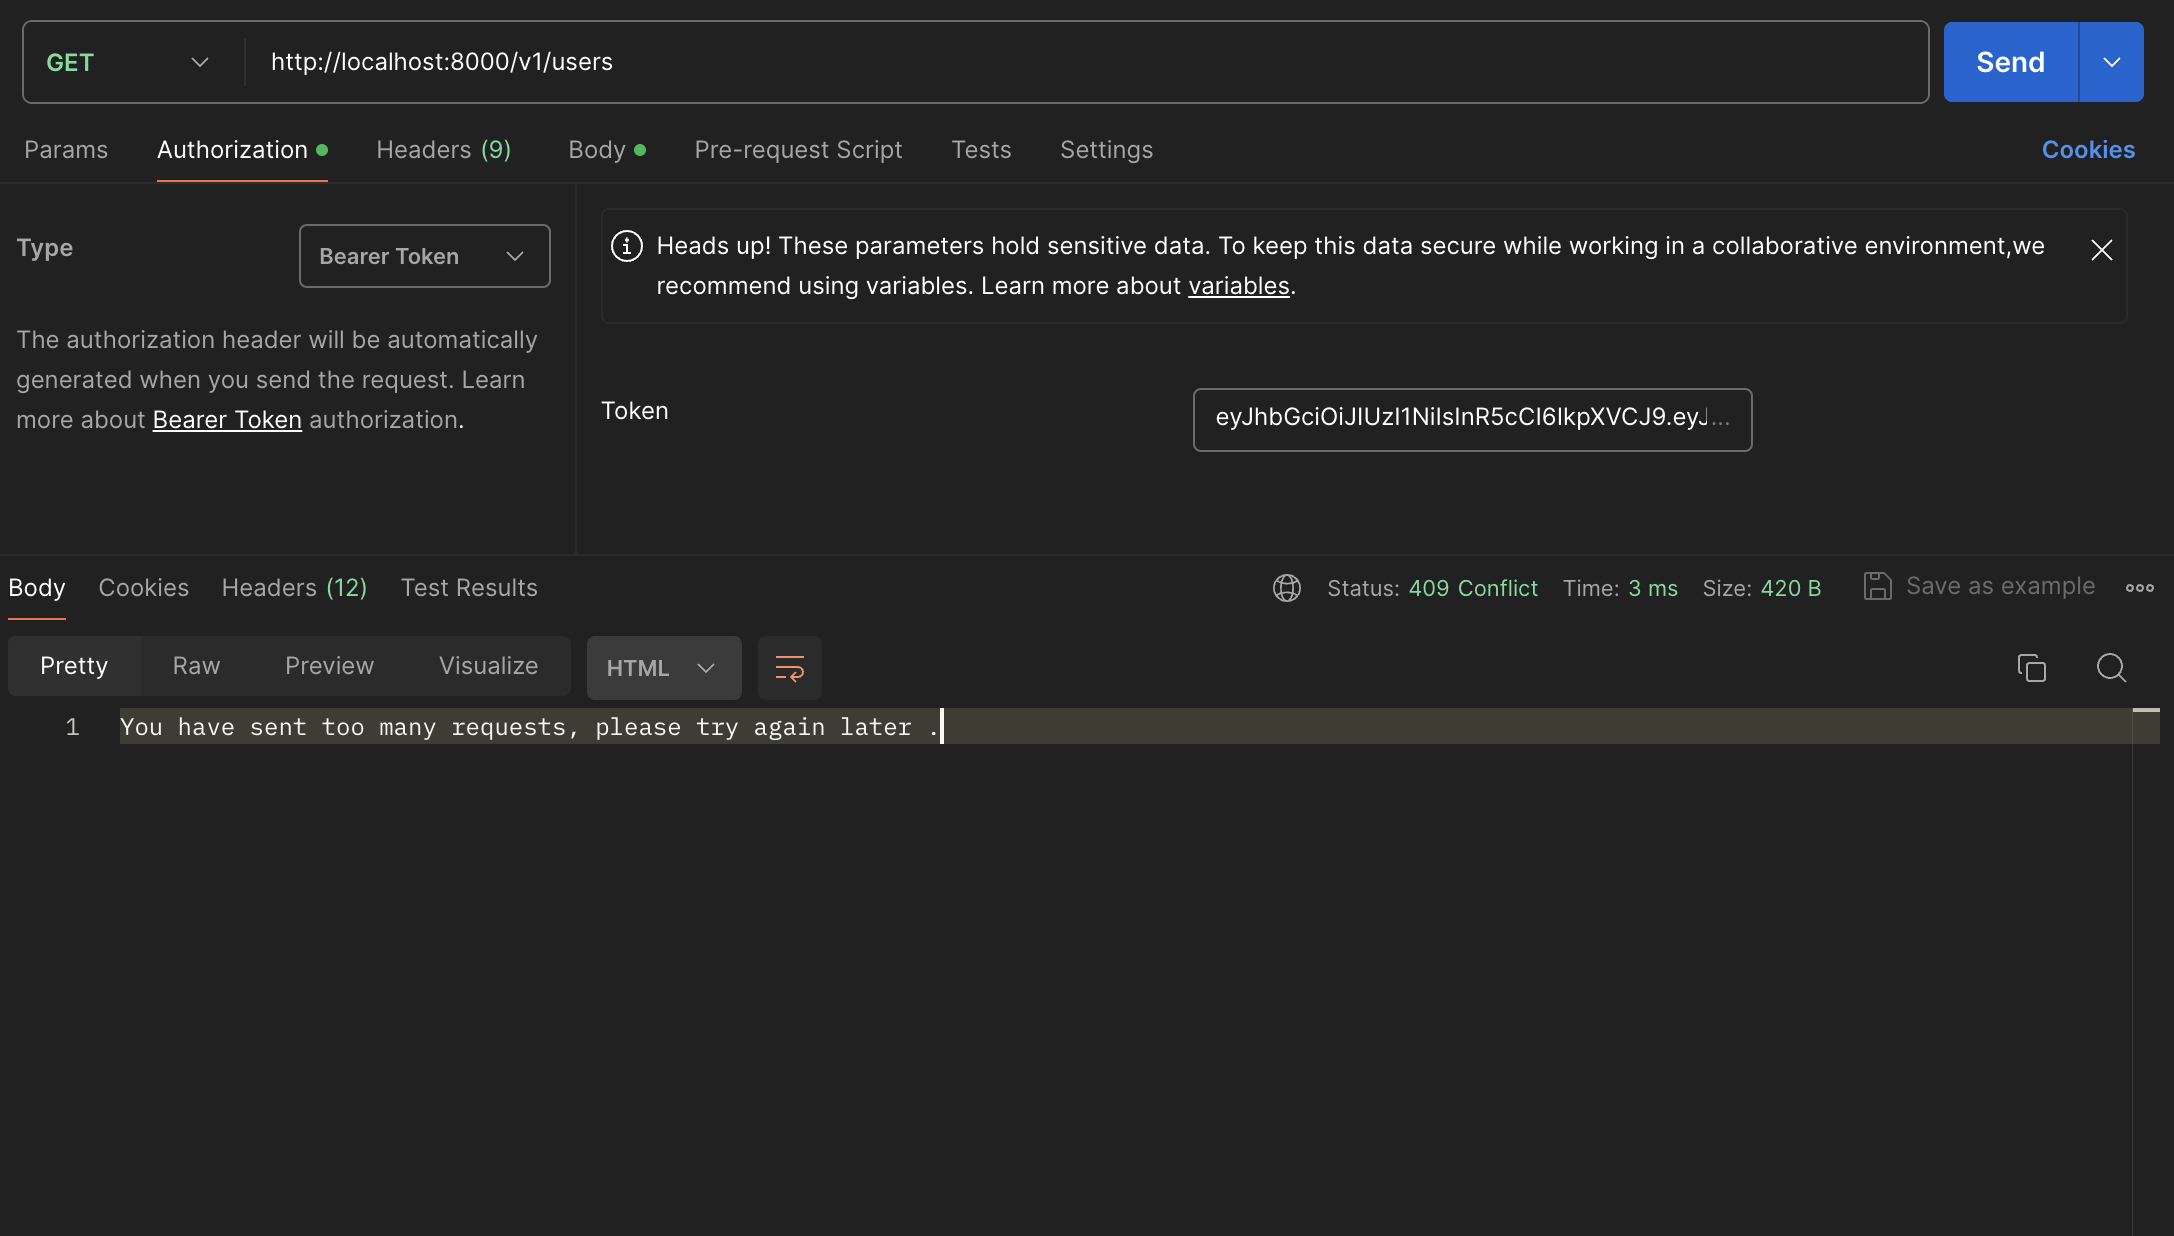 GET http://localhost:8000/v1/users Send
Params Authorization Headers (9) Body Pre-request Script Tests Settings Cookies
Type Bearer Token
The authorization header will be automatically
generated when you send the request. Learn
more about Bearer Token authorization.
Heads up! These parameters hold sensitive data. To keep this data secure while working in a collaborative environment,we
recommend using variables. Learn more about variables.
Token eyJhbGciOiJIUzI1NiIsInR5cCI6IkpXVCJ9.eyJ...
Body Cookies Headers (12) Test Results Status: 409 Conflict Time: 3 ms Size: 420 B Save as example
Pretty Raw Preview Visualize HTML
1 You have sent too many requests, please try again later .